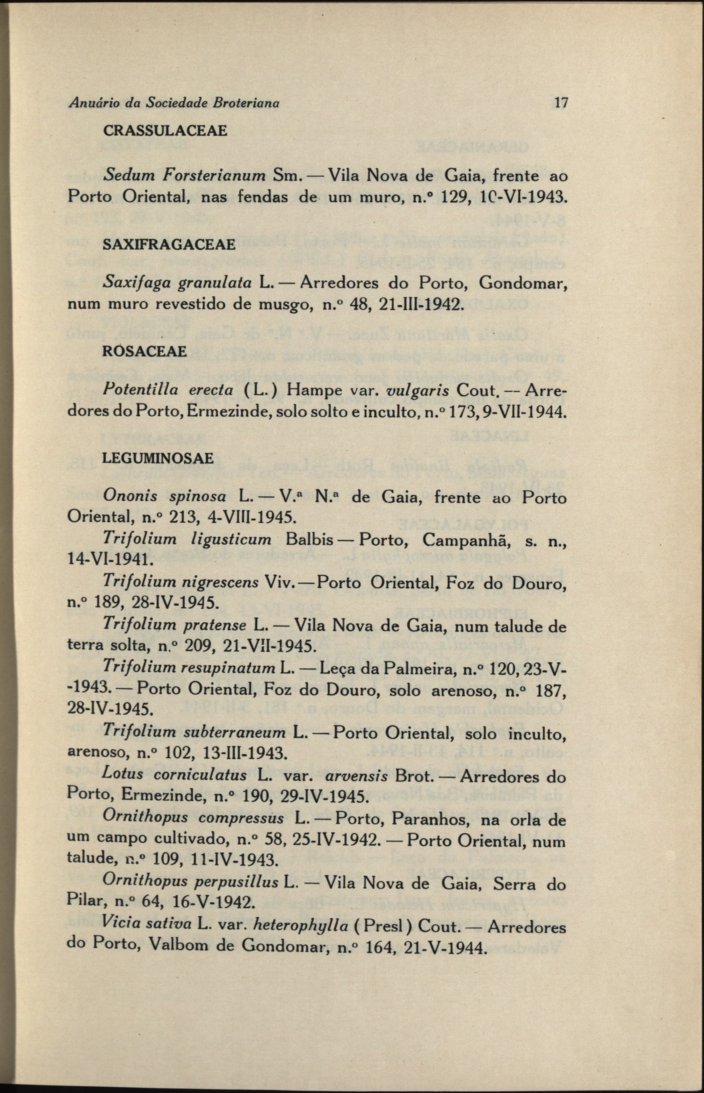 Anuário da Sociedade Broteriana 17
CRASSULACEAE
Sedum Forsterianum Sm. — Vila Nova de Gaia, frente ao
Porto Oriental, nas fendas de um muro, n.º 129, 10-VI-1943.
SAXIFRAGACEAE
Saxifaga granulata L. — Arredores do Porto, Gondomar,
num muro revestido de musgo, n.º 48, 21-III-1942.
ROSACEAE
Potentilla erecta (L.) Hampe var. vulgaris Cout. — Arre-
dores do Porto, Ermezinde, solo solto e inculto, n.º 173, 9-VII-1944.
LEGUMINOSAE
Ononis spinosa L. — V.ª N.ª de Gaia, frente ao Porto
Oriental, n.º 213, 4-VIII-1945.
Trifolium ligusticum Balbis — Porto, Campanhã, s. n.,
14-VI-1941.
Trifolium nigrescens Viv. — Porto Oriental, Foz do Douro,
n.º 189, 28-IV-1945.
Trifolium pratense L. — Vila Nova de Gaia, num talude de
terra solta, n.º 209, 21-VII-1945.
Trifolium resupinatum L. — Leça da Palmeira, n.º 120, 23-V-
-1943. — Porto Oriental, Foz do Douro, solo arenoso, n.º 187,
28-IV-1945.
Trifolium subterraneum L. — Porto Oriental, solo inculto,
arenoso, n.º 102, 13-III-1943.
Lotus corniculatus L. var. arvensis Brot. — Arredores do
Porto, Ermezinde, n.º 190, 29-IV-1945.
Ornithopus compressus L. — Porto, Paranhos, na orla de
um campo cultivado, n.º 58, 25-IV-1942. — Porto Oriental, num
talude, n.º 109, 11-IV-1943.
Ornithopus perpusillus L. — Vila Nova de Gaia, Serra do
Pilar, n.º 64, 16-V-1942.
Vicia sativa L. var. heterophylla (Presl) Cout. — Arredores
do Porto, Valbom de Gondomar, n.º 164, 21-V-1944.